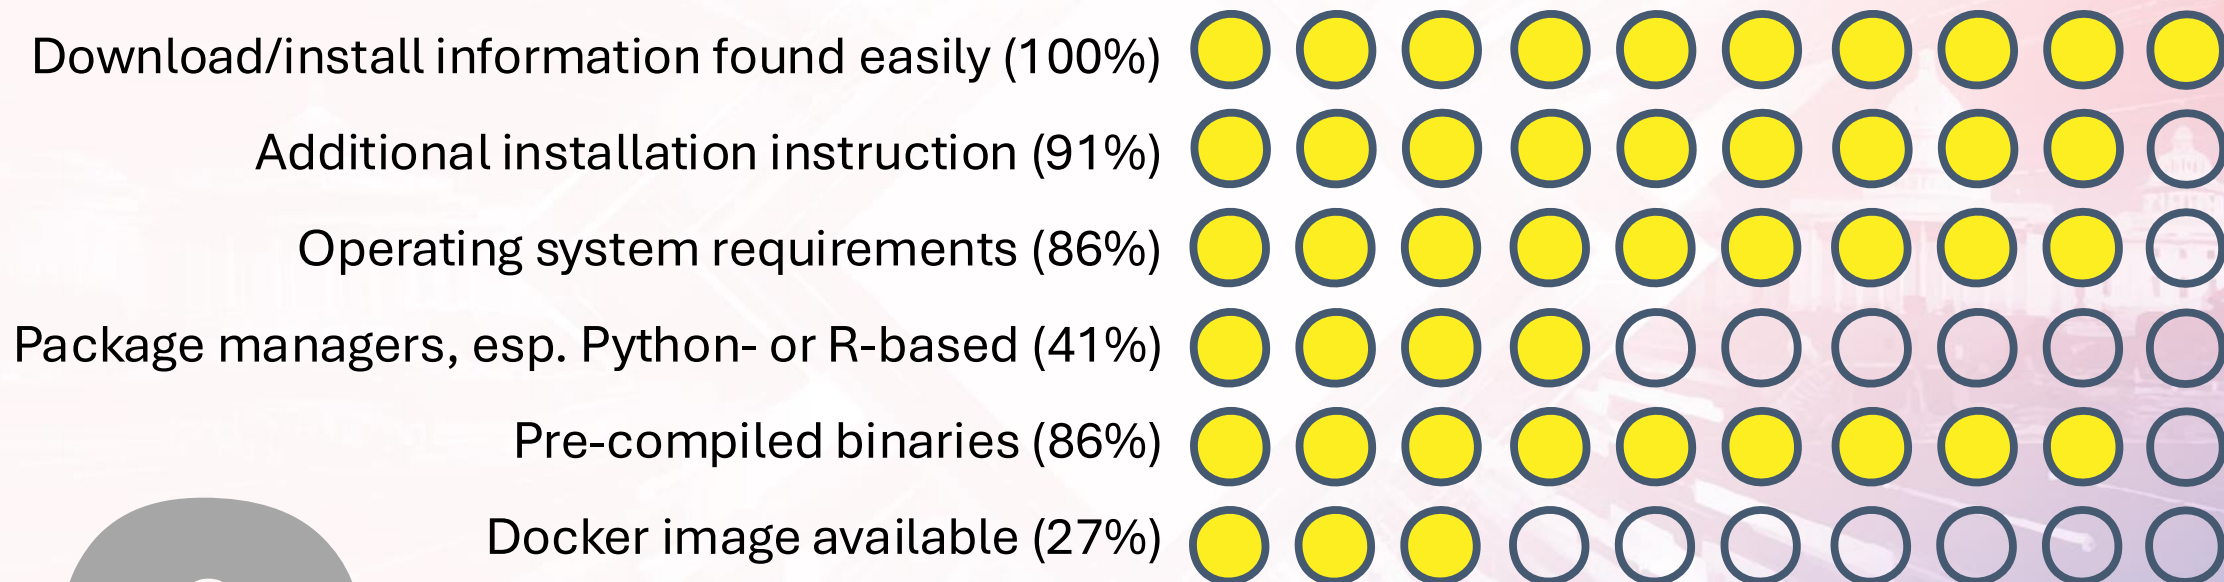 Download/install information found easily (100%)
Additional installation instruction (91%)
Operating system requirements (86%)
Package managers, esp. Python- or R-based (41%)
Pre-compiled binaries (86%)
Docker image available (27%)